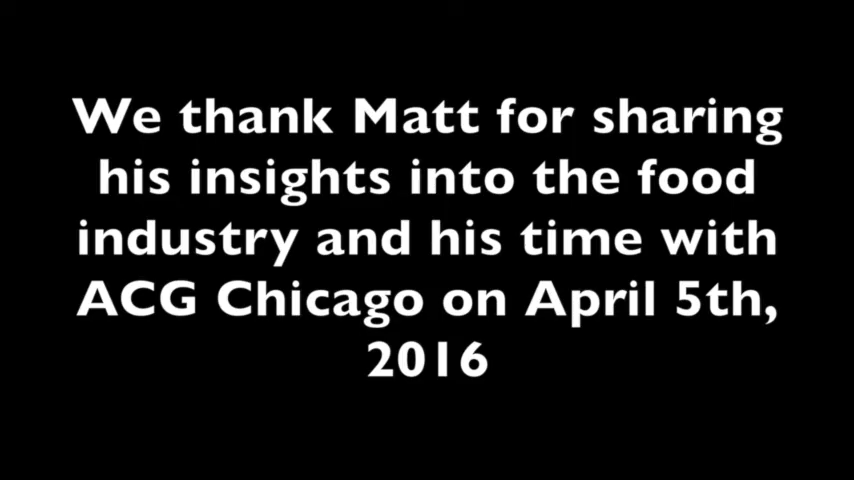 We thank Matt for sharing
his insights into the food
industry and his time with
ACG Chicago on April 5th,
2016